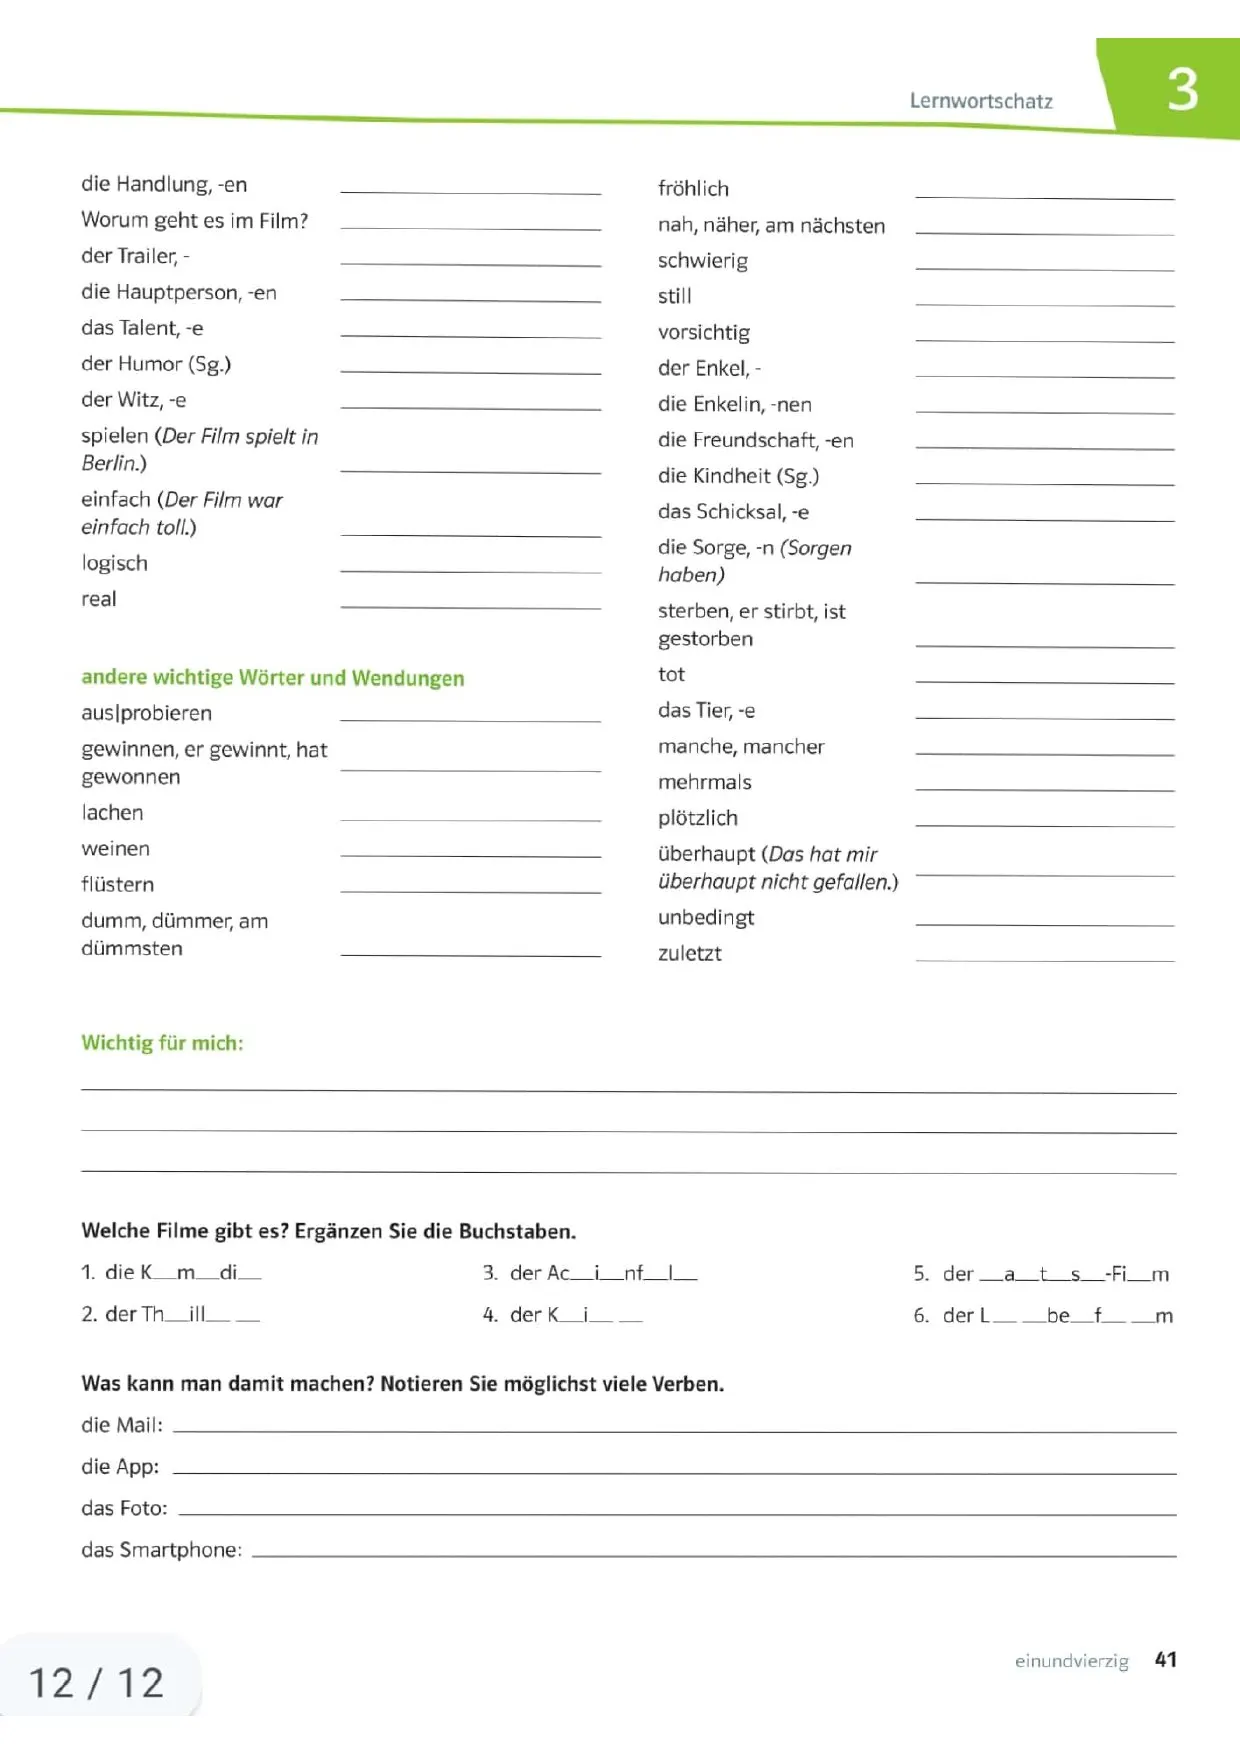 Lernwortschatz
3
die Handlung, -en
Worum geht es im Film?
der Trailer, -
die Hauptperson, -en
das Talent, -e
der Humor (Sg.)
der Witz, -e
spielen (Der Film spielt in
Berlin.)
einfach (Der Film war
einfach toll.)
logisch
real
andere wichtige Wörter und Wendungen
aus|probieren
gewinnen, er gewinnt, hat
gewonnen
lachen
weinen
flüstern
dumm, dümmer, am
dümmsten
fröhlich
nah, näher, am nächsten
schwierig
still
vorsichtig
der Enkel, -
die Enkelin, -nen
die Freundschaft, -en
die Kindheit (Sg.)
das Schicksal, -e
die Sorge, -n (Sorgen
haben)
sterben, er stirbt, ist
gestorben
tot
das Tier, -e
manche, mancher
mehrmals
plötzlich
überhaupt (Das hat mir
überhaupt nicht gefallen.)
unbedingt
zuletzt
Wichtig für mich:
Welche Filme gibt es? Ergänzen Sie die Buchstaben.
1. die K__m__di__
2. der Th__ill__ __
3. der Ac__i__nf__l__
4. der K__i__ __
5. der __a__t__s__-Fi__m
6. der L__ __be__f__ __m
Was kann man damit machen? Notieren Sie möglichst viele Verben.
die Mail:
die App:
das Foto:
das Smartphone:
einundvierzig 41
12 / 12